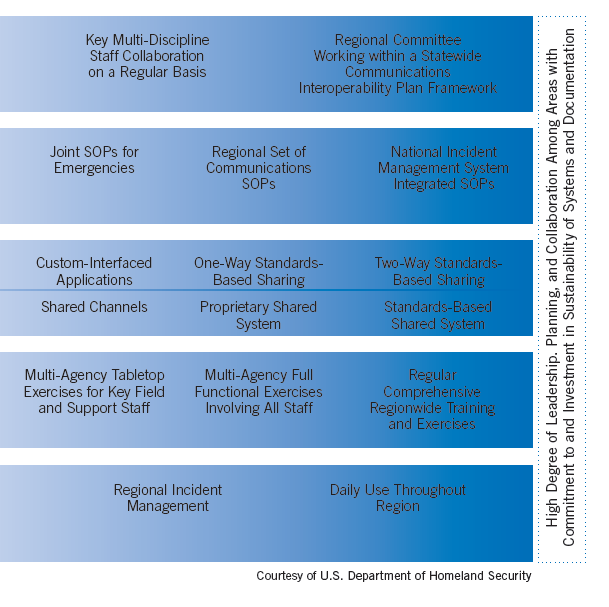 Key Multi-Discipline
Staff Collaboration
on a Regular Basis
Regional Committee
Working within a Statewide
Communications
Interoperability Plan Framework
Joint SOPs for
Emergencies
Regional Set of
Communications
SOPs
National Incident
Management System
Integrated SOPs
Custom-Interfaced
Applications
One-Way Standards-
Based Sharing
Two-Way Standards-
Based Sharing
Shared Channels
Proprietary Shared
System
Standards-Based
Shared System
Multi-Agency Tabletop
Exercises for Key Field
and Support Staff
Multi-Agency Full
Functional Exercises
Involving All Staff
Regular
Comprehensive
Regionwide Training
and Exercises
Regional Incident
Management
Daily Use Throughout
Region
High Degree of Leadership. Planning, and Collaboration Among Areas with
Commitment to and Investment in Sustainability of Systems and Documentation
Courtesy of U.S. Department of Homeland Security